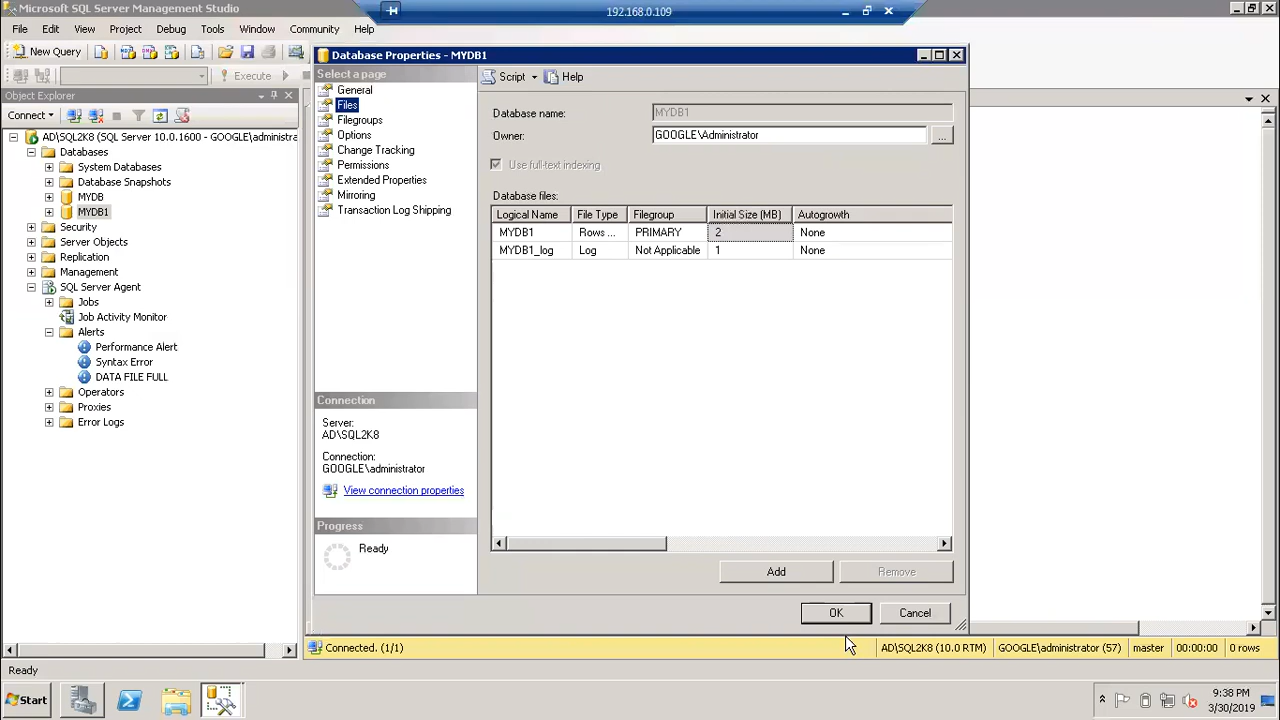 Microsoft SQL Server Management Studio
192.168.0.109
File Edit View Project Debug Tools Window Community Help
New Query
Execute
Object Explorer
Connect
AD\SQL2K8 (SQL Server 10.0.1600 - GOOGLE\administra
Databases
System Databases
Database Snapshots
MYDB
MYDB1
Security
Server Objects
Replication
Management
SQL Server Agent
Jobs
Job Activity Monitor
Alerts
Performance Alert
Syntax Error
DATA FILE FULL
Operators
Proxies
Error Logs
Database Properties - MYDB1
Select a page
General
Files
Filegroups
Options
Change Tracking
Permissions
Extended Properties
Mirroring
Transaction Log Shipping
Connection
Server:
AD\SQL2K8
Connection:
GOOGLE\administrator
View connection properties
Progress
Ready
Script Help
Database name: MYDB1
Owner: GOOGLE\Administrator ...
Use full-text indexing
Database files:
Logical Name File Type Filegroup Initial Size (MB) Autogrowth
MYDB1 Rows ... PRIMARY 2 None
MYDB1_log Log Not Applicable 1 None
Add Remove
OK Cancel
Connected. (1/1) AD\SQL2K8 (10.0 RTM) GOOGLE\administrator (57) master 00:00:00 0 rows
Ready
Start
9:38 PM
3/30/2019